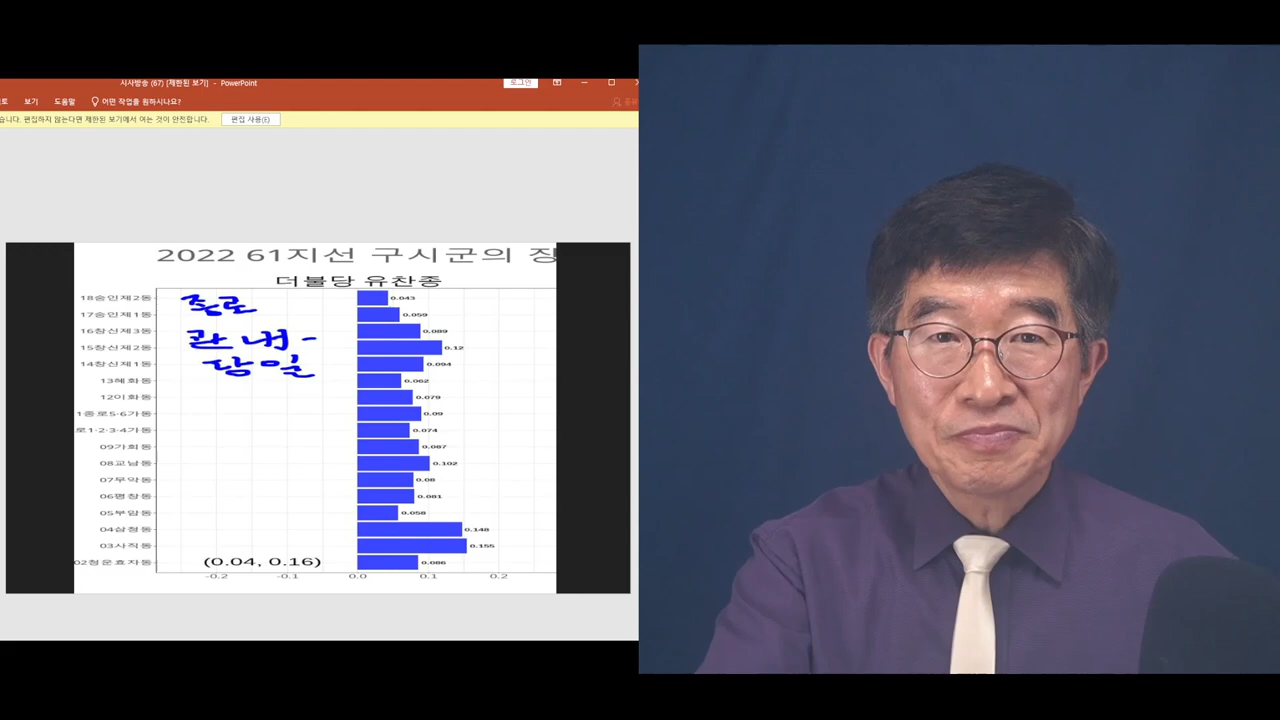 시사방송 (67) [제한된 보기] - PowerPoint
로그인
토 보기 도움말 어떤 작업을 원하시나요?
습니다. 편집하지 않는다면 제한된 보기에서 여는 것이 안전합니다. 편집 사용(E)
2022 61지선 구시군의 장
더불당 유찬종
18숭인제2동 0.043
종로
17숭인제1동 0.059
16창신제3동 0.089
관내-
15창신제2동 0.12
당일
14창신제1동 0.094
13혜화동 0.062
12이화동 0.079
1종로5·6가동 0.09
로1·2·3·4가동 0.074
09가회동 0.087
08교남동 0.102
07무악동 0.08
06평창동 0.081
05부암동 0.058
04삼청동 0.148
03사직동 0.155
02청운효자동 (0.04, 0.16) 0.086
-0.2 -0.1 0.0 0.1 0.2